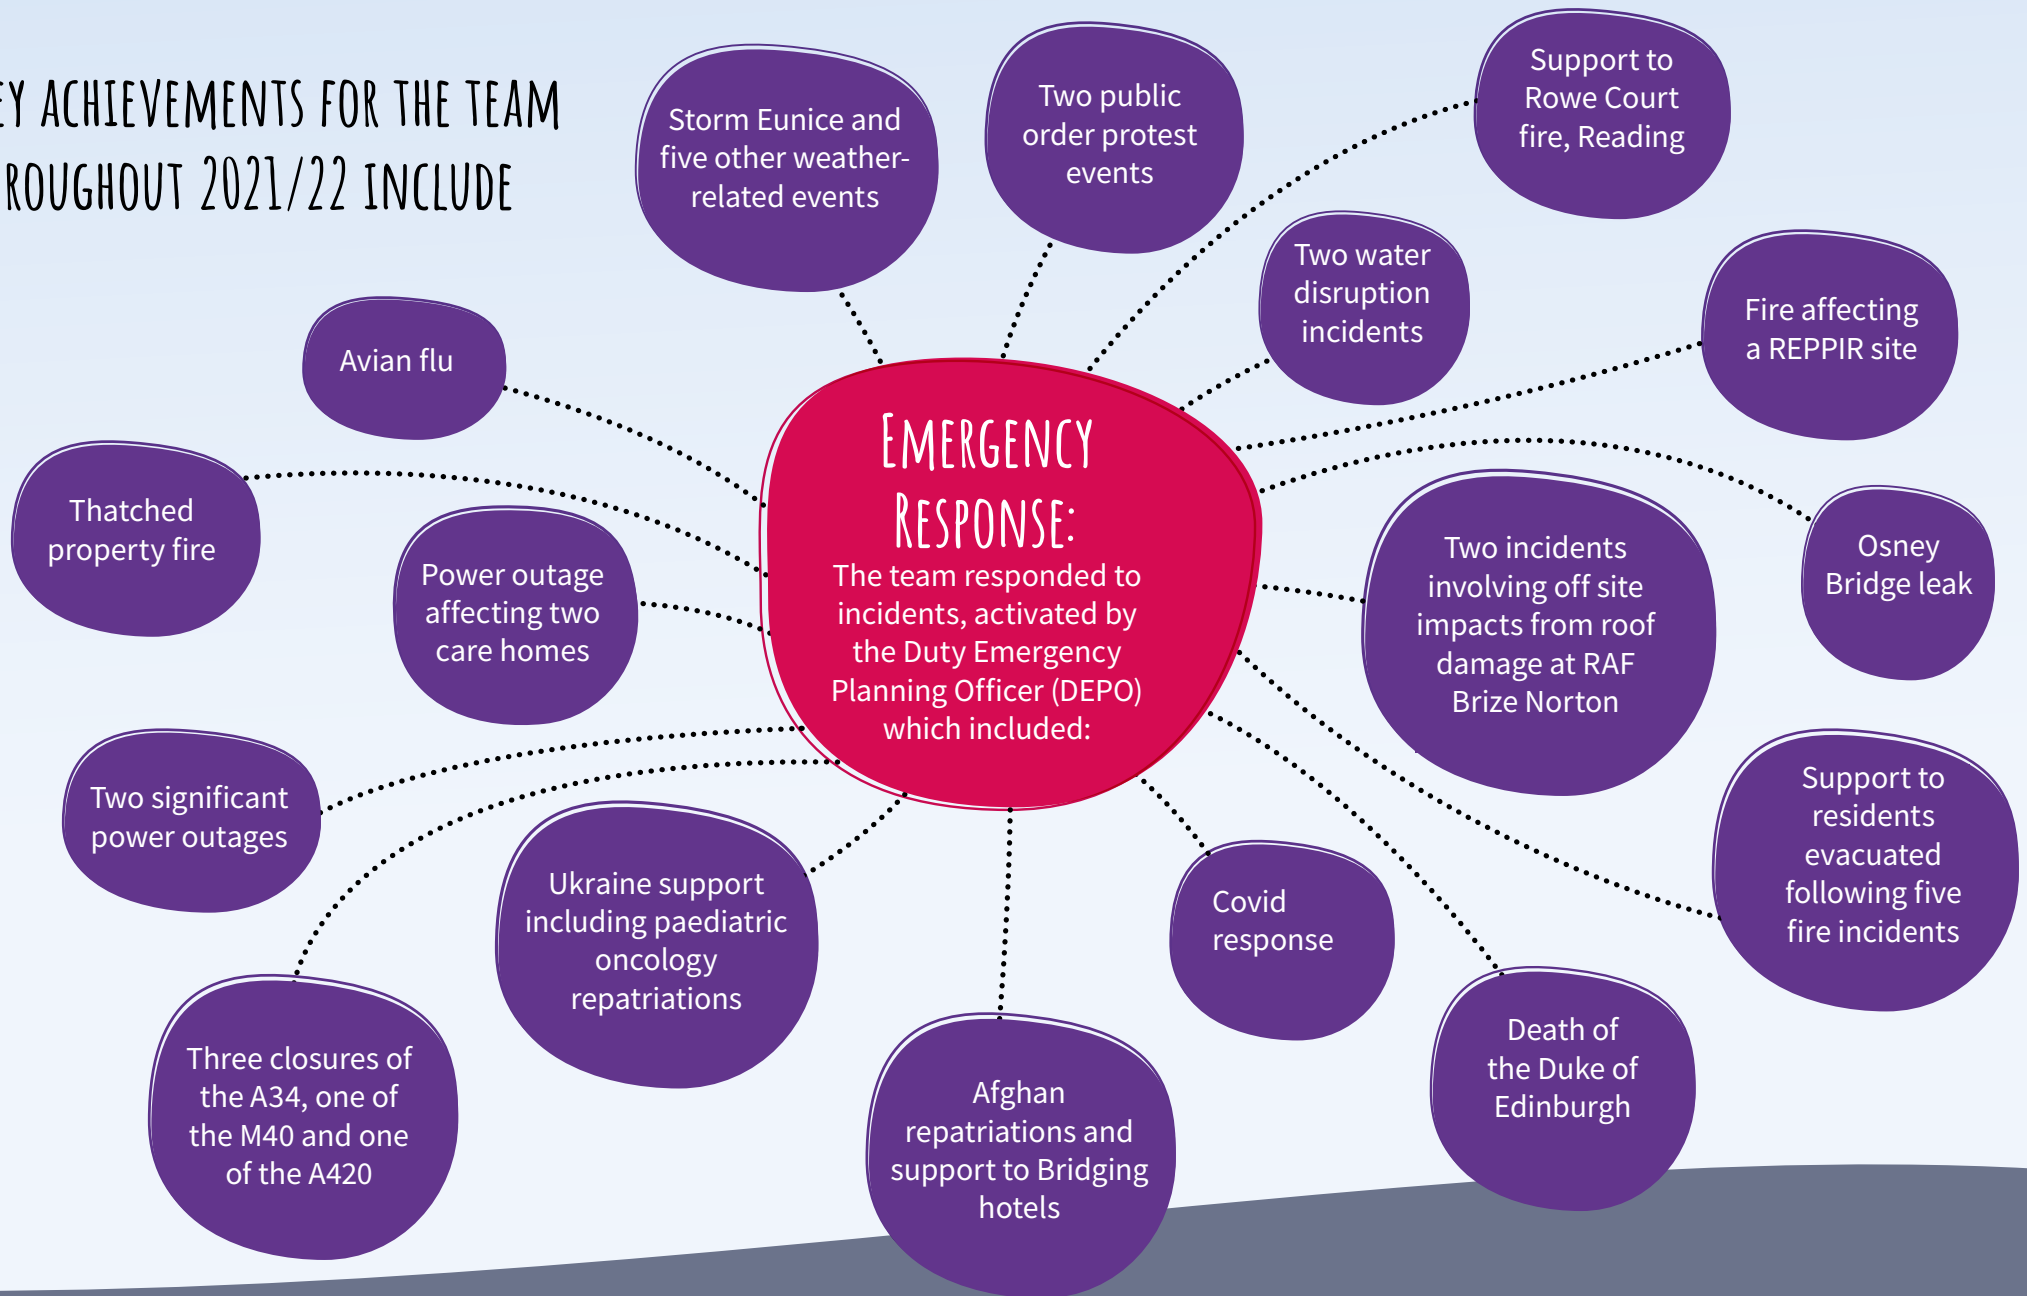 EY ACHIEVEMENTS FOR THE TEAM
ROUGHOUT 2021/22 INCLUDE
Storm Eunice and
five other weather-
related events
Two public
order protest
events
Support to
Rowe Court
fire, Reading
Two water
disruption
incidents
Fire affecting
a REPPIR site
Avian flu
Thatched
property fire
Power outage
affecting two
care homes
EMERGENCY
RESPONSE:
The team responded to
incidents, activated by
the Duty Emergency
Planning Officer (DEPO)
which included:
Two incidents
involving off site
impacts from roof
damage at RAF
Brize Norton
Osney
Bridge leak
Two significant
power outages
Ukraine support
including paediatric
oncology
repatriations
Covid
response
Support to
residents
evacuated
following five
fire incidents
Three closures of
the A34, one of
the M40 and one
of the A420
Afghan
repatriations and
support to Bridging
hotels
Death of
the Duke of
Edinburgh